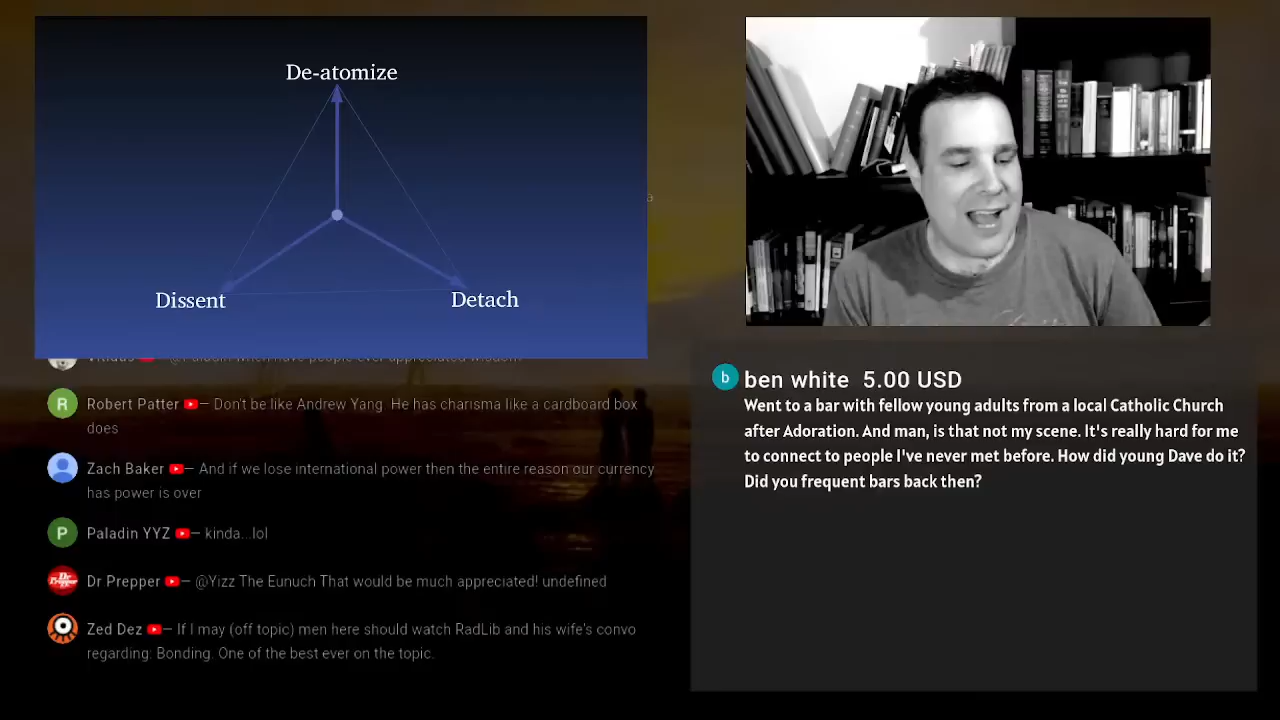 De-atomize
Dissent
Detach
Robert Patter — Don't be like Andrew Yang. He has charisma like a cardboard box
does
Zach Baker — And if we lose international power then the entire reason our currency
has power is over
Paladin YYZ — kinda...lol
Dr Prepper — @Yizz The Eunuch That would be much appreciated! undefined
Zed Dez — If I may (off topic) men here should watch RadLib and his wife's convo
regarding: Bonding. One of the best ever on the topic.
ben white 5.00 USD
Went to a bar with fellow young adults from a local Catholic Church
after Adoration. And man, is that not my scene. It's really hard for me
to connect to people I've never met before. How did young Dave do it?
Did you frequent bars back then?